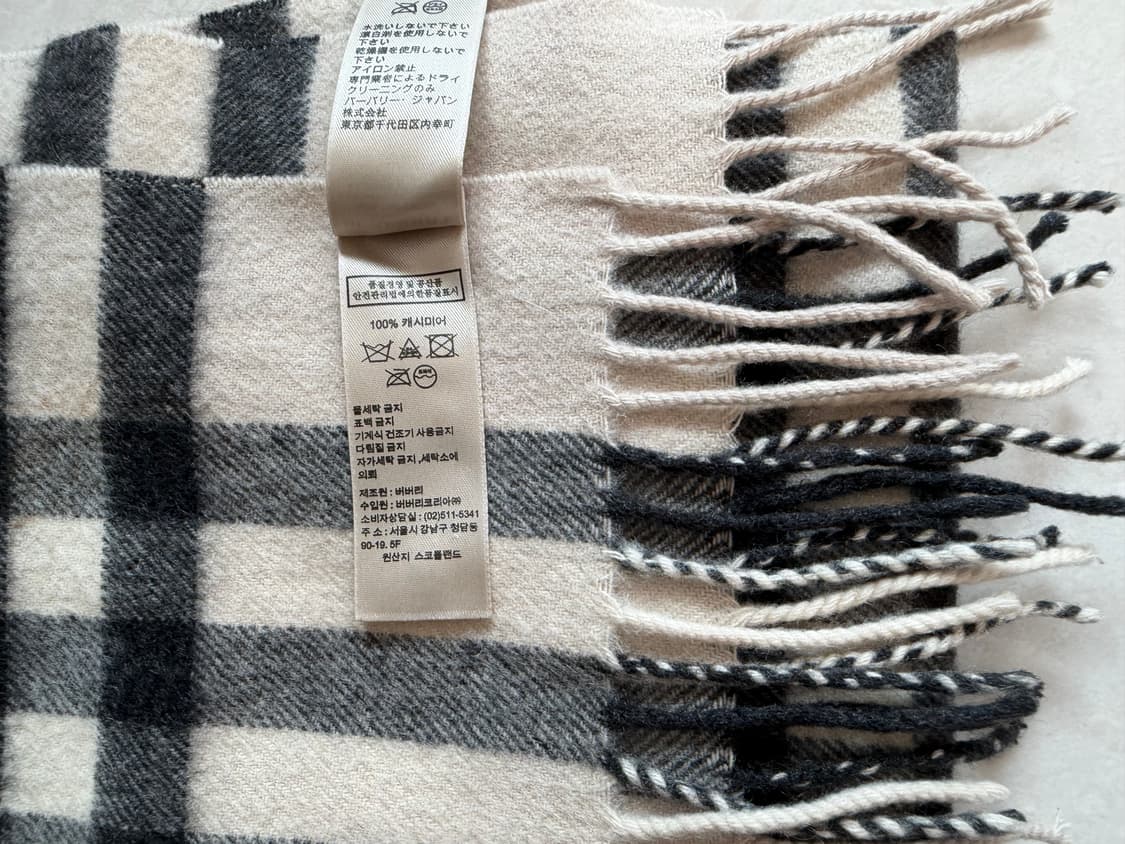 水洗いしないで下さい
漂白剤を使用しないで
下さい
乾燥機を使用しないで
下さい
アイロン禁止
専門業者によるドライ
クリーニングのみ
バーバリー・ジャパン
株式会社
東京都千代田区内幸町
품질경영 및 공산품
안전관리법에의한품질표시
100% 캐시미어
물세탁 금지
표백 금지
기계식 건조기 사용금지
다림질 금지
자가세탁 금지 ,세탁소에
의뢰
제조원 : 버버리
수입원 : 버버리코리아㈜
소비자상담실 : (02)511-5341
주 소 : 서울시 강남구 청담동
90-19. 5F
원산지 스코틀랜드